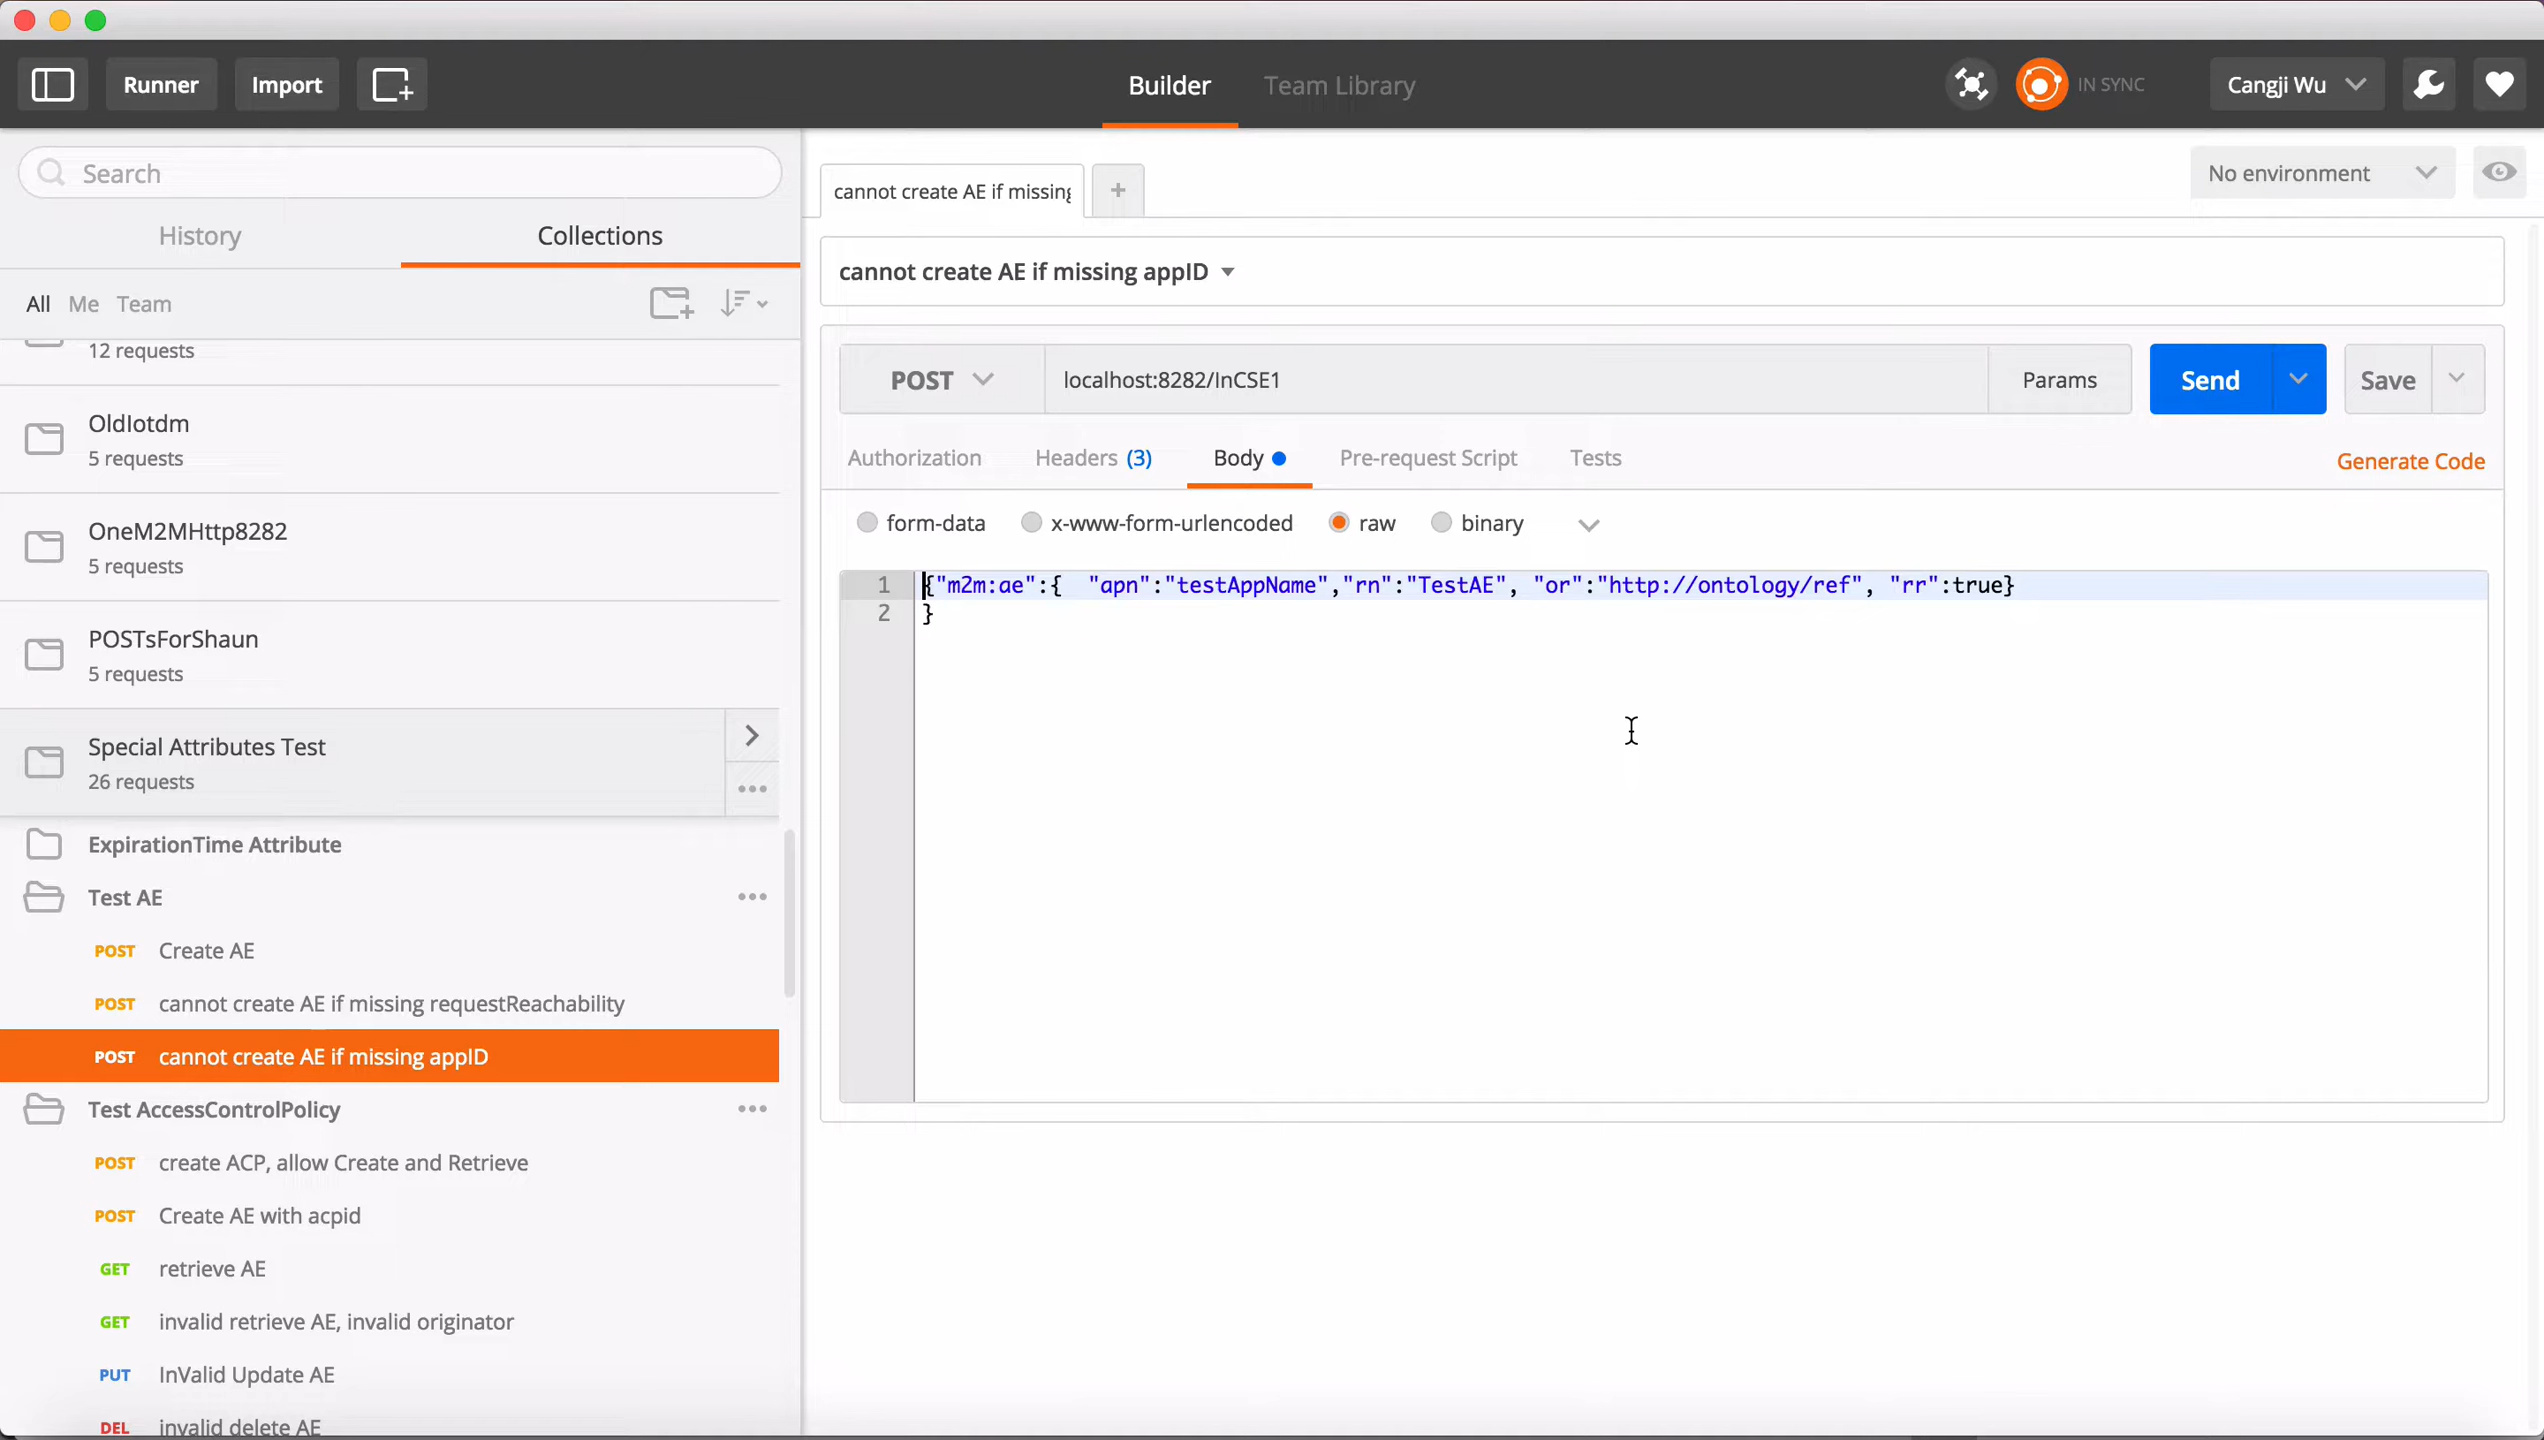 Runner
Import
Builder
Team Library
IN SYNC
Cangji Wu
Search
History
Collections
All
Me
Team
12 requests
OldIotdm
5 requests
OneM2MHttp8282
5 requests
POSTsForShaun
5 requests
Special Attributes Test
26 requests
ExpirationTime Attribute
Test AE
POST Create AE
POST cannot create AE if missing requestReachability
POST cannot create AE if missing appID
Test AccessControlPolicy
POST create ACP, allow Create and Retrieve
POST Create AE with acpid
GET retrieve AE
GET invalid retrieve AE, invalid originator
PUT InValid Update AE
DEL invalid delete AE
cannot create AE if missing
+
No environment
cannot create AE if missing appID
POST
localhost:8282/InCSE1
Params
Send
Save
Authorization
Headers (3)
Body
Pre-request Script
Tests
Generate Code
form-data
x-www-form-urlencoded
raw
binary
1 {"m2m:ae":{  "apn":"testAppName","rn":"TestAE", "or":"http://ontology/ref", "rr":true}
2 }